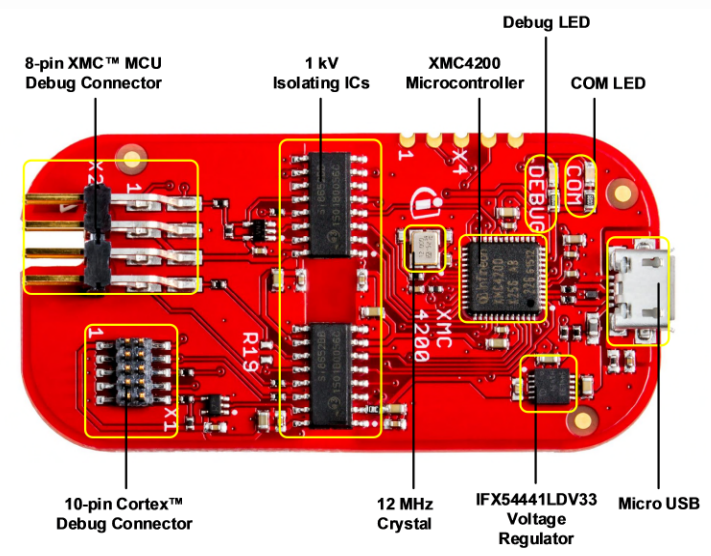 Debug LED
8-pin XMC™ MCU
Debug Connector
1 kV
Isolating ICs
XMC4200
Microcontroller
COM LED
1
X4
X2
1
DEBUG
COM
XMC
4200
R19
1
X1
10-pin Cortex™
Debug Connector
12 MHz
Crystal
IFX54441LDV33
Voltage
Regulator
Micro USB